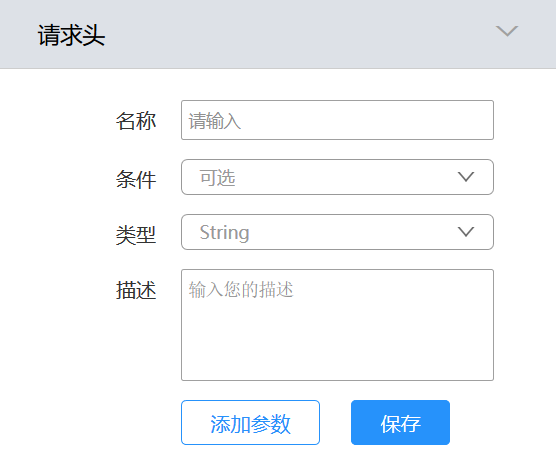 请求头
名称 请输入
条件 可选
类型 String
描述 输入您的描述
添加参数 保存